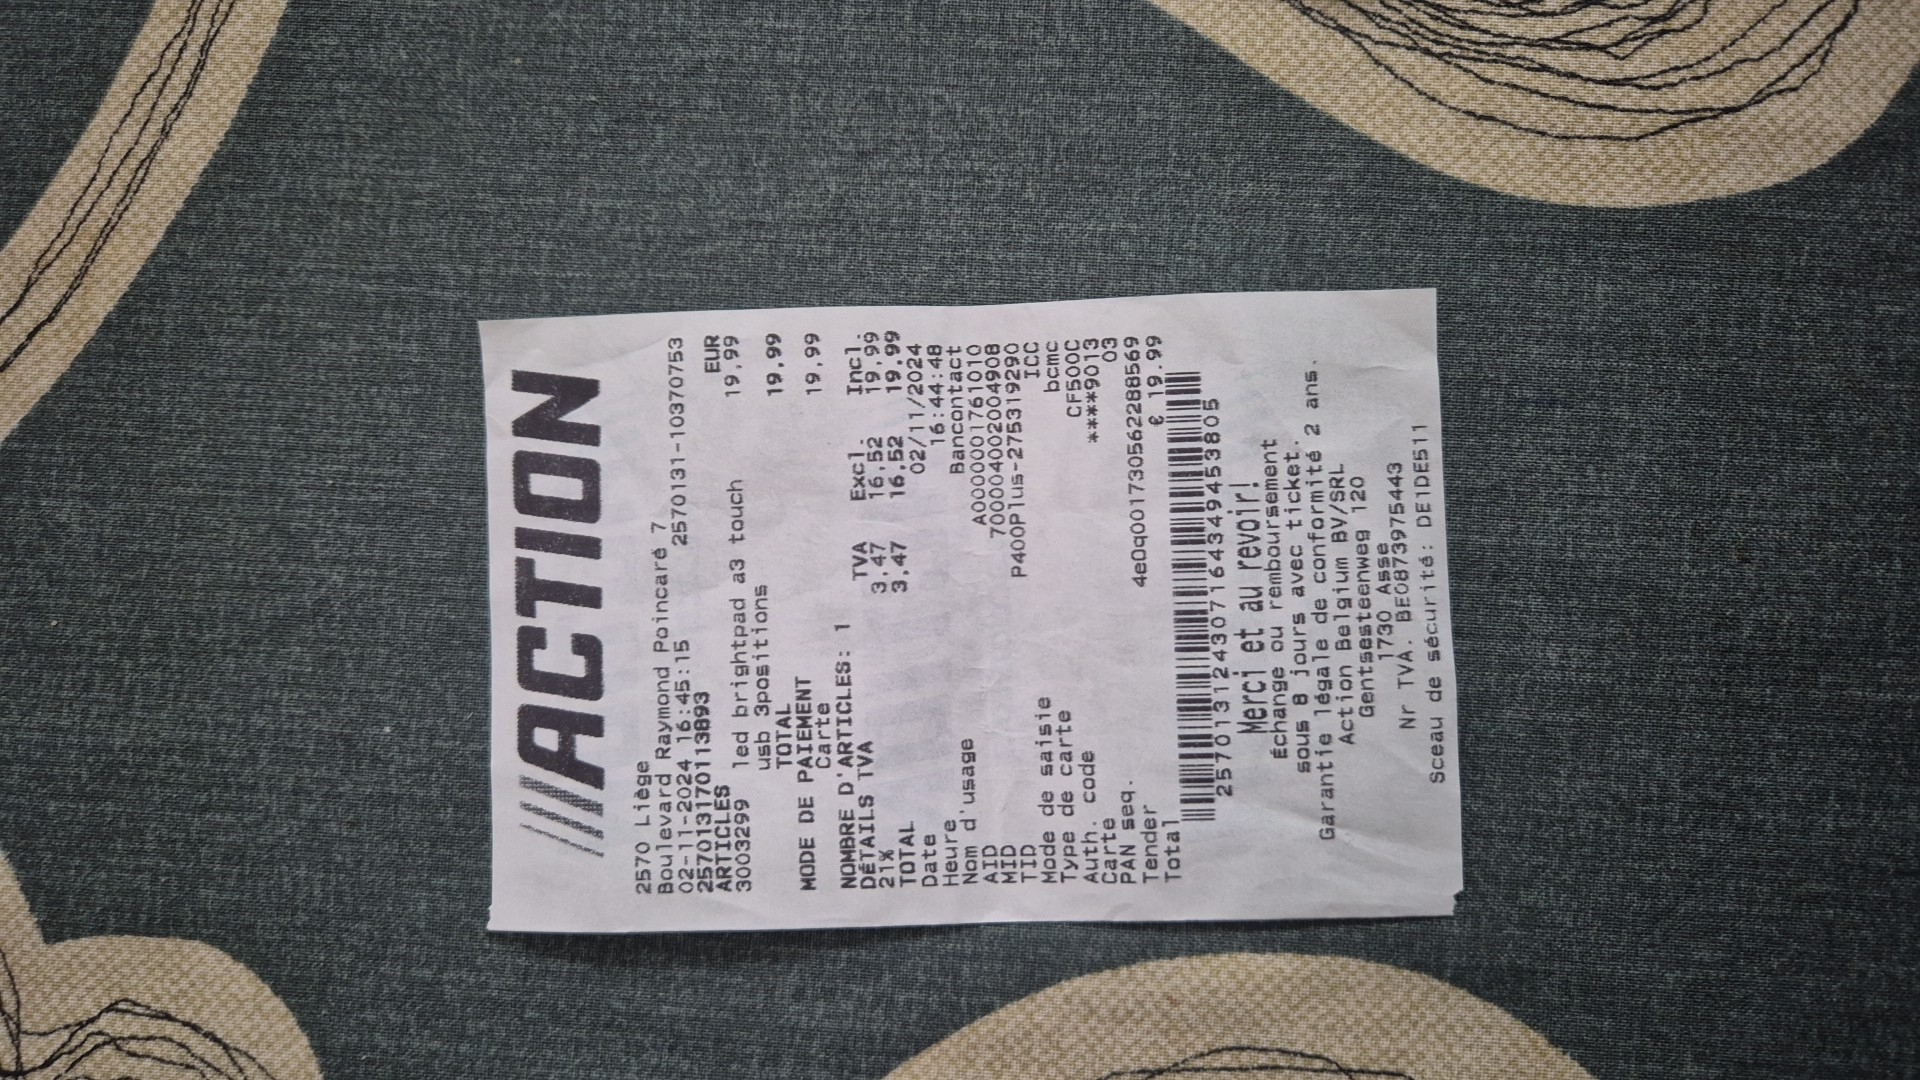 ///ACTION
2570 Liège
Boulevard Raymond Poincaré 7
02-11-2024 16:45:15 2570131-10370753
2570131701113893
ARTICLES EUR
3003299 led brightpad a3 touch 19,99
usb 3positions
TOTAL 19,99
MODE DE PAIEMENT
Carte 19,99
NOMBRE D'ARTICLES: 1
DÉTAILS TVA TVA Excl. Incl.
21% 3,47 16,52 19,99
TOTAL 3,47 16,52 19,99
Date 02/11/2024
Heure 16:44:48
Nom d'usage Bancontact
AID A0000001761010
MID 700004002004908
TID P400Plus-275319290
Mode de saisie ICC
Type de carte bcmc
Auth. code CF500C
Carte ****9013
PAN seq. 03
Tender 4e0q001730562288569
Total € 19.99
2570131243071643494538​05
Merci et au revoir!
Échange ou remboursement
sous 8 jours avec ticket.
Garantie légale de conformité 2 ans.
Action Belgium BV/SRL
Gentsesteenweg 120
1730 Asse
Nr TVA. BE0873975443
Sceau de sécurité: DE1DE511